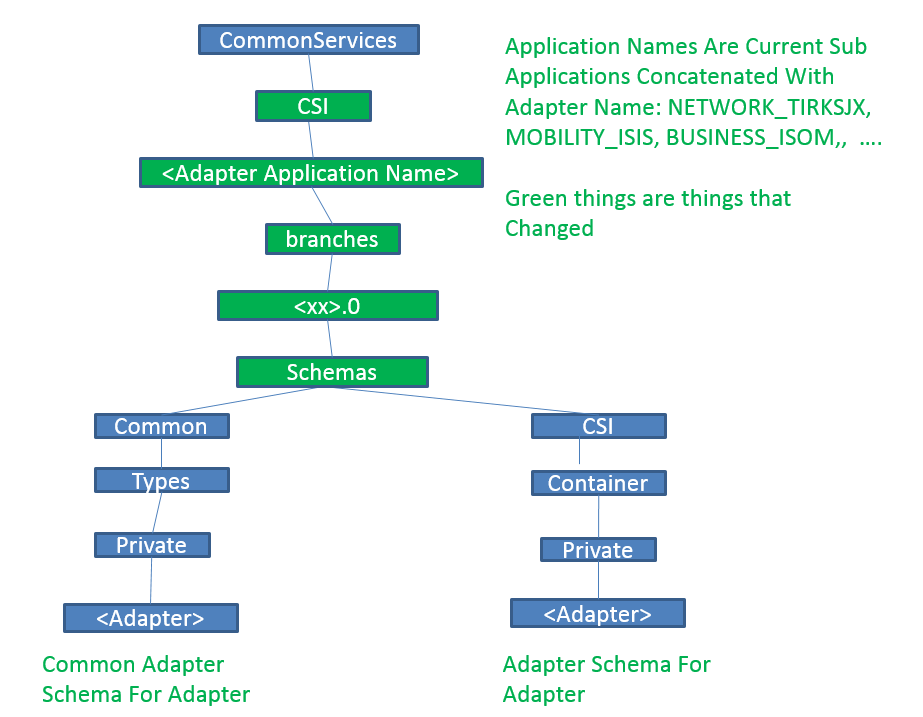 CommonServices
Application Names Are Current Sub
Applications Concatenated With
Adapter Name: NETWORK_TIRKSJX,
MOBILITY_ISIS, BUSINESS_ISOM,, ....
CSI
<Adapter Application Name>
Green things are things that
Changed
branches
<xx>.0
Schemas
Common
CSI
Types
Container
Private
Private
<Adapter>
<Adapter>
Common Adapter
Schema For Adapter
Adapter Schema For
Adapter